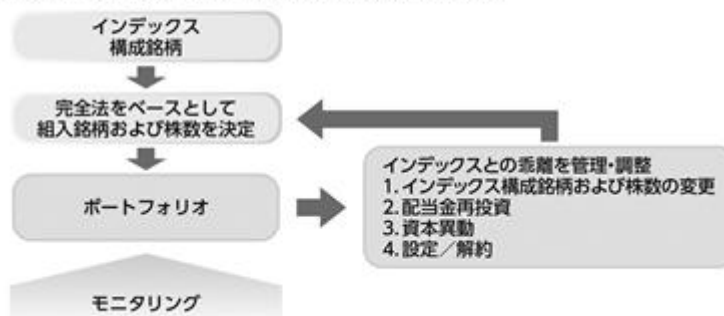 インデックス
構成銘柄
完全法をベースとして
組入銘柄および株数を決定
ポートフォリオ
インデックスとの乖離を管理・調整
1.インデックス構成銘柄および株数の変更
2.配当金再投資
3.資本異動
4.設定／解約
モニタリング